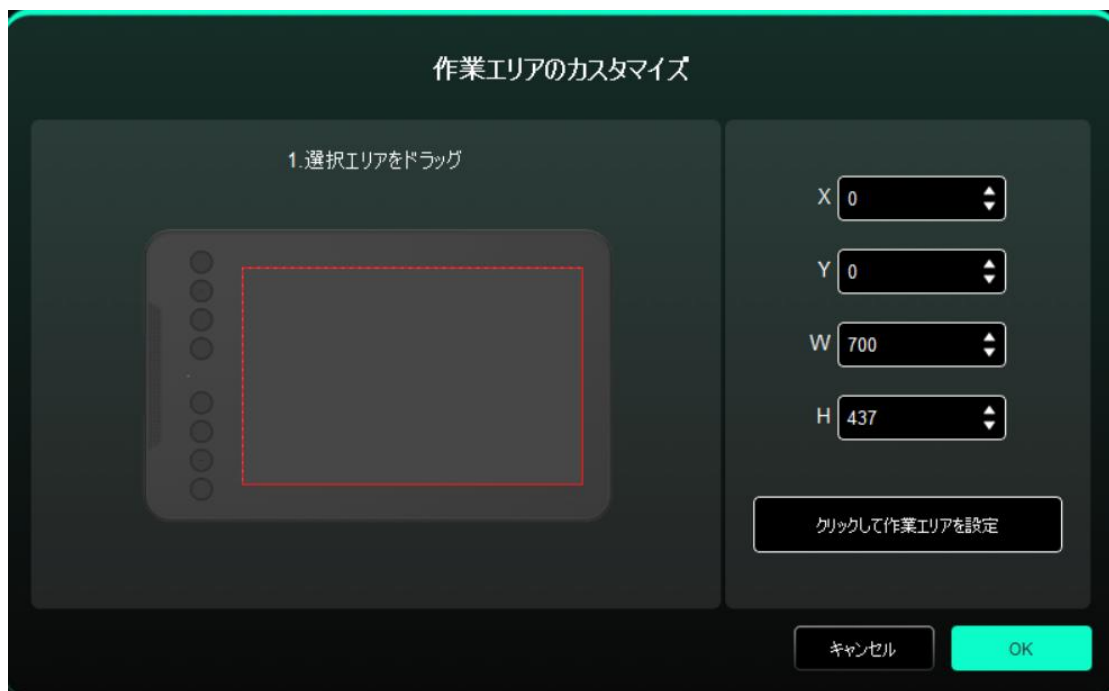 作業エリアのカスタマイズ
1.選択エリアをドラッグ
X 0
Y 0
W 700
H 437
クリックして作業エリアを設定
キャンセル
OK